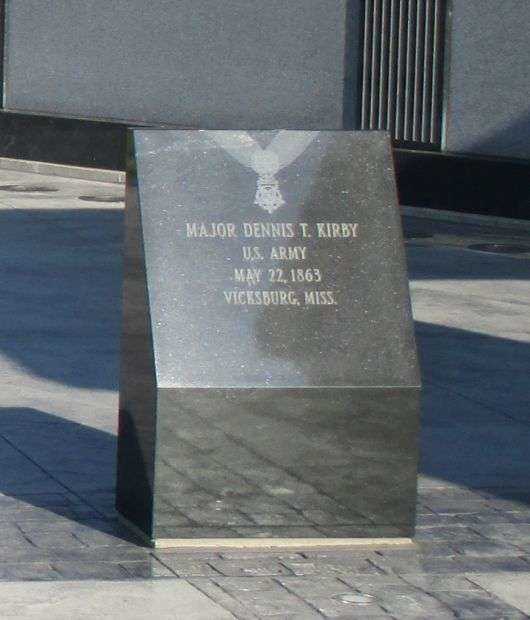 MAJOR DENNIS T. KIRBY
U.S. ARMY
MAY 22, 1863
VICKSBURG, MISS.